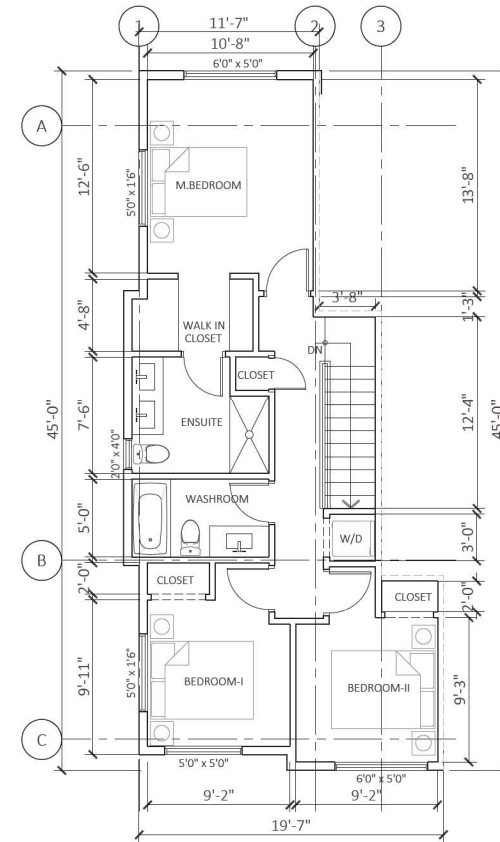 11'-7"
1
2
3
10'-8"
6'0" x 5'0"
A
12'-6"
5'0" x 1'6"
M.BEDROOM
13'-8"
3'-8"
1'-3"
4'-8"
WALK IN
CLOSET
DN
CLOSET
45'-0"
7'-6"
ENSUITE
12'-4"
45'-0"
2'0" x 4'0"
5'-0"
WASHROOM
W/D
3'-0"
B
2'-0"
CLOSET
CLOSET
2'-0"
9'-11"
5'0" x 1'6"
BEDROOM-I
BEDROOM-II
9'-3"
C
5'0" x 5'0"
6'0" x 5'0"
9'-2"
9'-2"
19'-7"